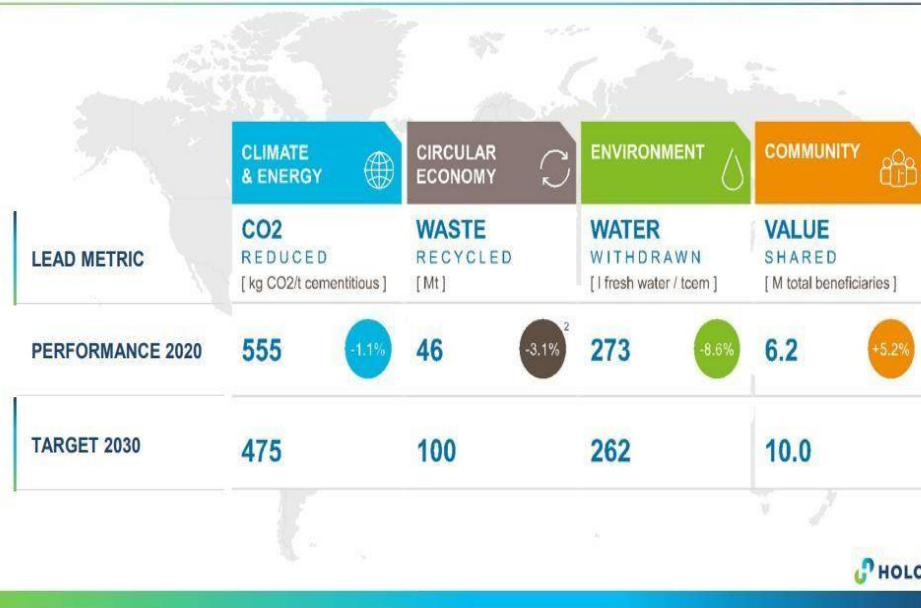 CLIMATE
& ENERGY
CIRCULAR
ECONOMY
ENVIRONMENT
COMMUNITY
LEAD METRIC
CO2
REDUCED
[ kg CO2/t cementitious ]
WASTE
RECYCLED
[ Mt ]
WATER
WITHDRAWN
[ l fresh water / tcem ]
VALUE
SHARED
[ M total beneficiaries ]
PERFORMANCE 2020
555
-1.1%
46
-3.1%
2
273
-8.6%
6.2
+5.2%
TARGET 2030
475
100
262
10.0
HOLC